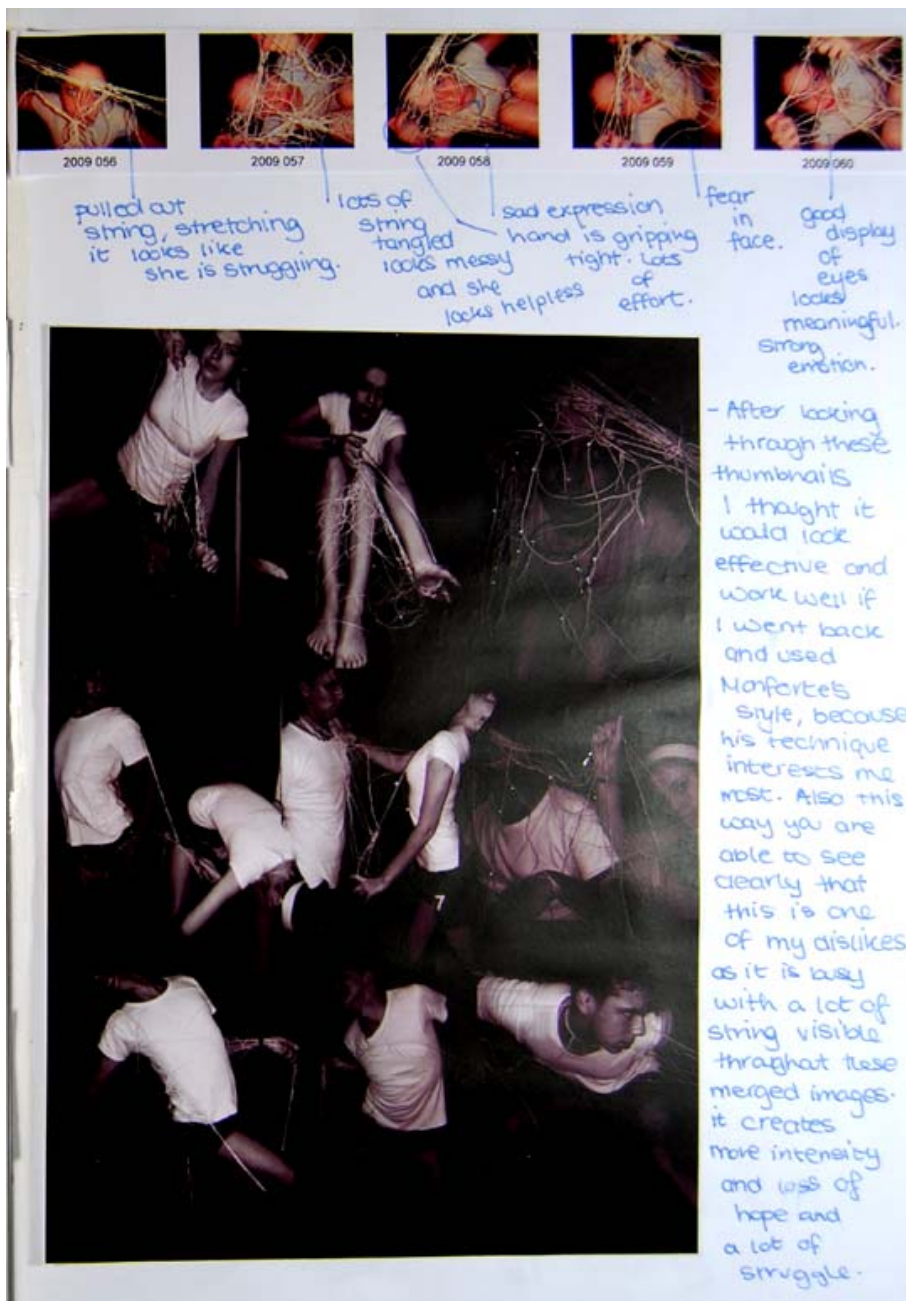 2009 056
2009 057
2009 058
2009 059
2009 060
pulled out
string, stretching
it looks like
she is struggling.
lots of
string
tangled
looks messy
and she
looks helpless
sad expression
hand is gripping
tight. Lots
of
effort.
fear
in
face.
good
display
of
eyes
looks
meaningful.
strong
emotion.
- After looking
through these
thumbnails
I thought it
would look
effective and
work well if
I went back
and used
Monforte's
style, because
his technique
interests me
most. Also this
way you are
able to see
clearly that
this is one
of my dislikes
as it is busy
with a lot of
string visible
throughout these
merged images.
it creates
more intensity
and loss of
hope and
a lot of
struggle.
7